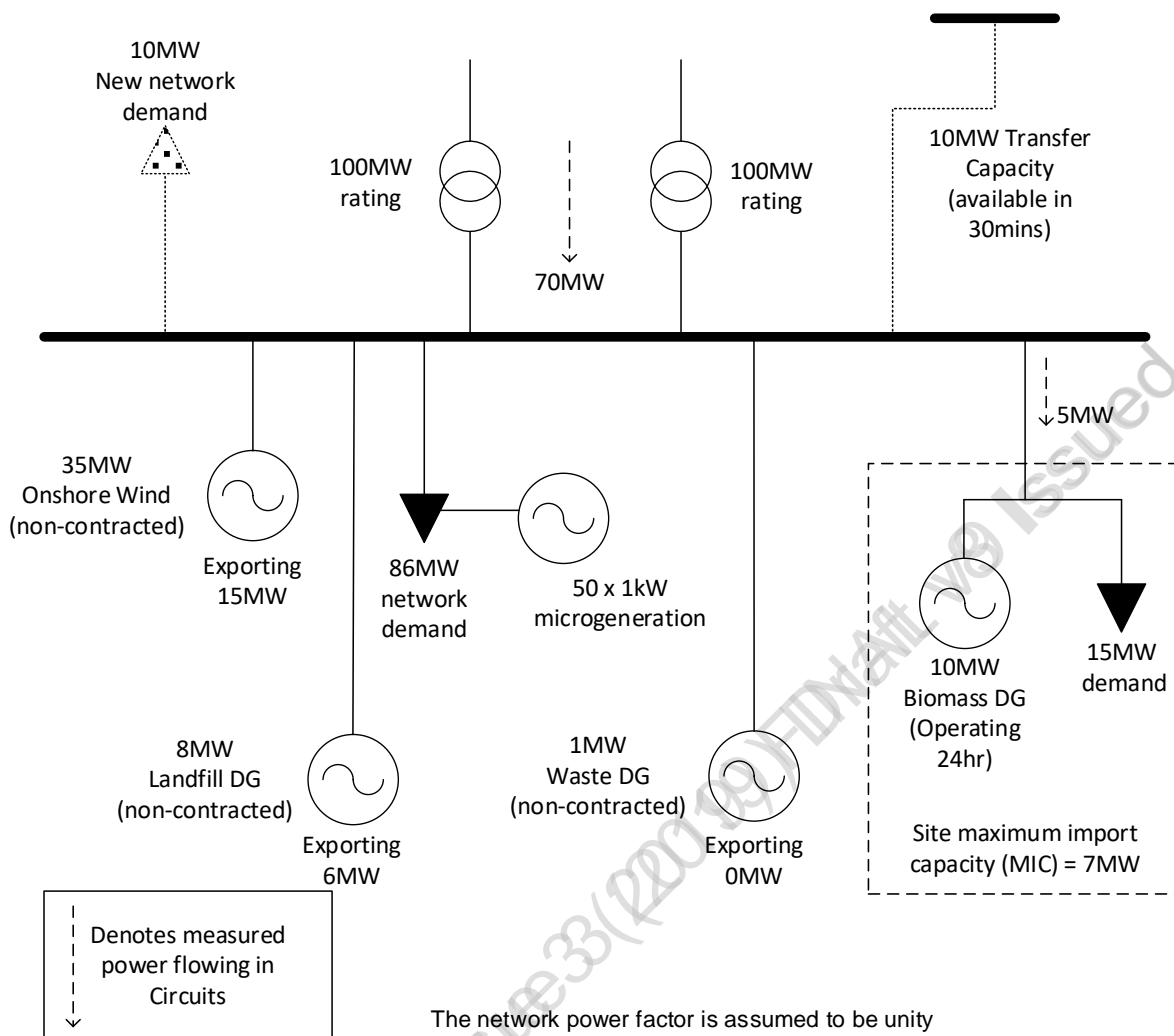 10MW
New network
demand
100MW
rating
70MW
100MW
rating
10MW Transfer
Capacity
(available in
30mins)
5MW
35MW
Onshore Wind
(non-contracted)
Exporting
15MW
86MW
network
demand
50 x 1kW
microgeneration
10MW
Biomass DG
(Operating
24hr)
15MW
demand
8MW
Landfill DG
(non-contracted)
Exporting
6MW
1MW
Waste DG
(non-contracted)
Exporting
0MW
Site maximum import
capacity (MIC) = 7MW
Denotes measured
power flowing in
Circuits
The network power factor is assumed to be unity
Issued